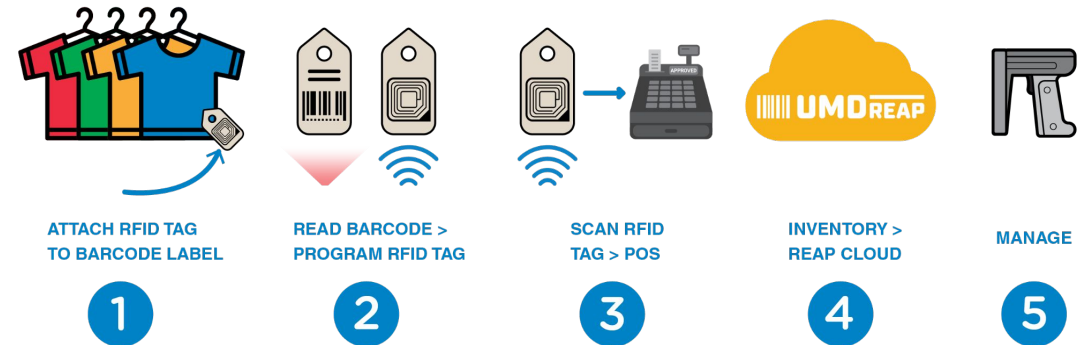 APPROVED
UMDREAP
ATTACH RFID TAG
TO BARCODE LABEL
READ BARCODE >
PROGRAM RFID TAG
SCAN RFID
TAG > POS
INVENTORY >
REAP CLOUD
MANAGE
1
2
3
4
5